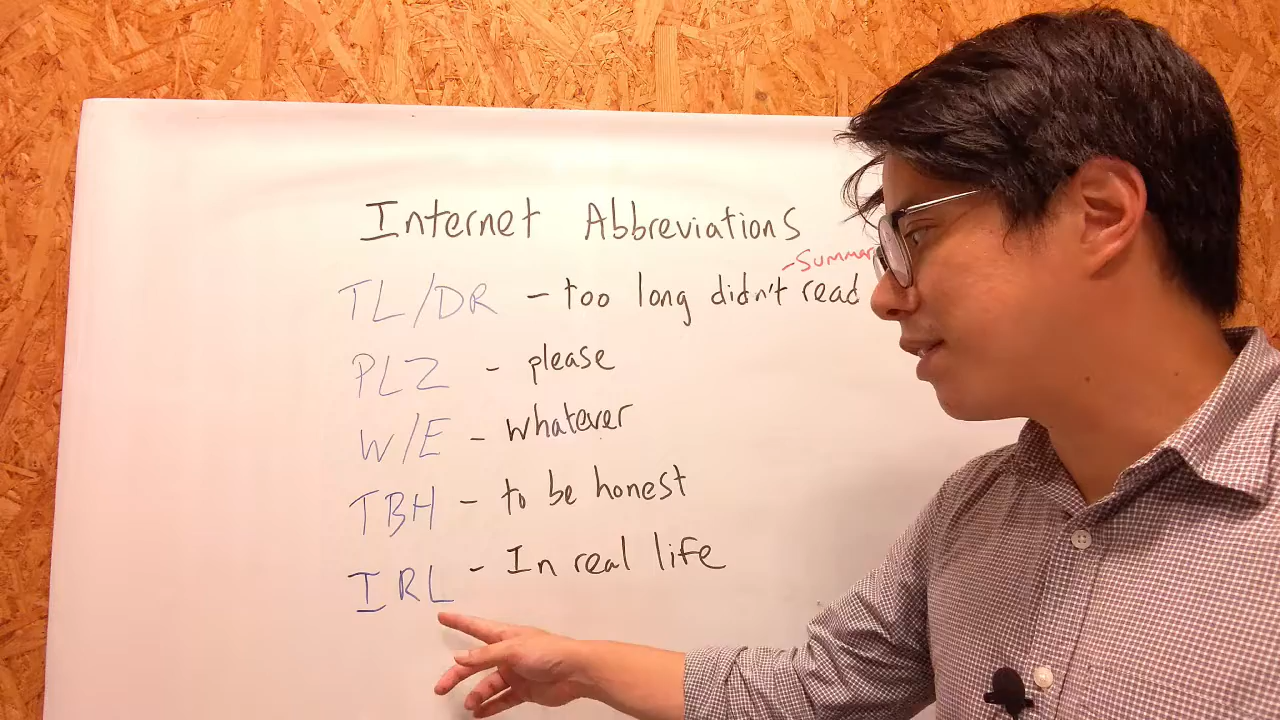 Internet Abbreviations
TL/DR - too long didn't read
PLZ - please
W/E - whatever
TBH - to be honest
IRL - In real life